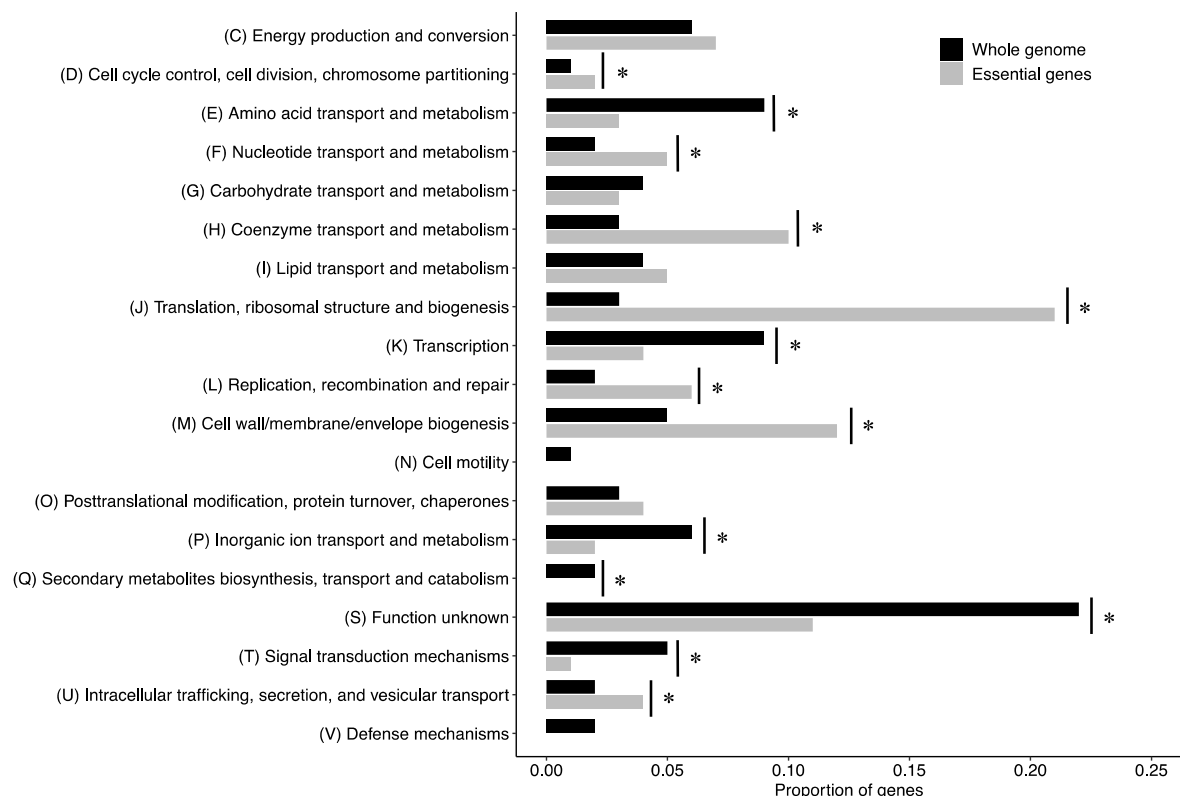 (C) Energy production and conversion
Whole genome
Essential genes
(D) Cell cycle control, cell division, chromosome partitioning
*
(E) Amino acid transport and metabolism
*
(F) Nucleotide transport and metabolism
*
(G) Carbohydrate transport and metabolism
(H) Coenzyme transport and metabolism
*
(I) Lipid transport and metabolism
(J) Translation, ribosomal structure and biogenesis
*
(K) Transcription
*
(L) Replication, recombination and repair
*
(M) Cell wall/membrane/envelope biogenesis
*
(N) Cell motility
(O) Posttranslational modification, protein turnover, chaperones
(P) Inorganic ion transport and metabolism
*
(Q) Secondary metabolites biosynthesis, transport and catabolism
*
(S) Function unknown
*
(T) Signal transduction mechanisms
*
(U) Intracellular trafficking, secretion, and vesicular transport
*
(V) Defense mechanisms
0.00 0.05 0.10 0.15 0.20 0.25
Proportion of genes